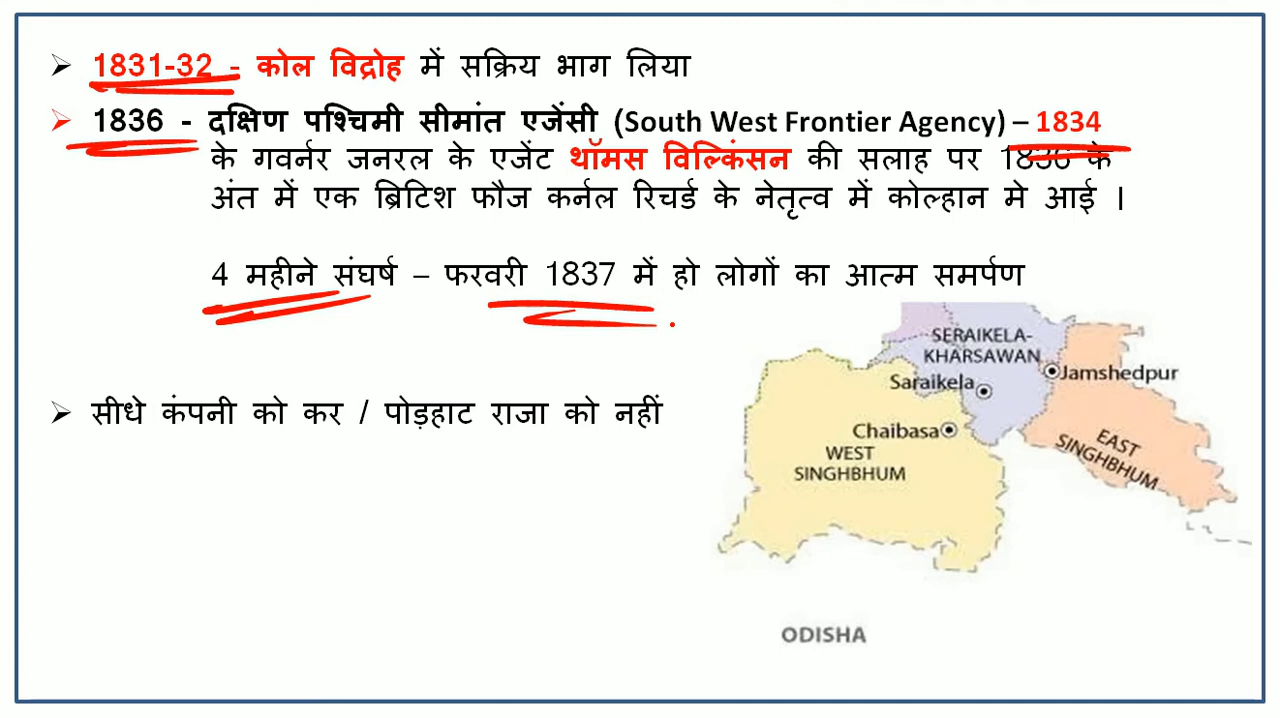 ➢ 1831-32 - कोल विद्रोह में सक्रिय भाग लिया
➢ 1836 - दक्षिण पश्चिमी सीमांत एजेंसी (South West Frontier Agency) – 1834
के गवर्नर जनरल के एजेंट थॉमस विल्किंसन की सलाह पर 1836 के
अंत में एक ब्रिटिश फौज कर्नल रिचर्ड के नेतृत्व में कोल्हान मे आई ।
4 महीने संघर्ष – फरवरी 1837 में हो लोगों का आत्म समर्पण
➢ सीधे कंपनी को कर / पोड़हाट राजा को नहीं
SERAIKELA-
KHARSAWAN
Jamshedpur
Saraikela
Chaibasa
WEST
SINGHBHUM
EAST
SINGHBHUM
ODISHA